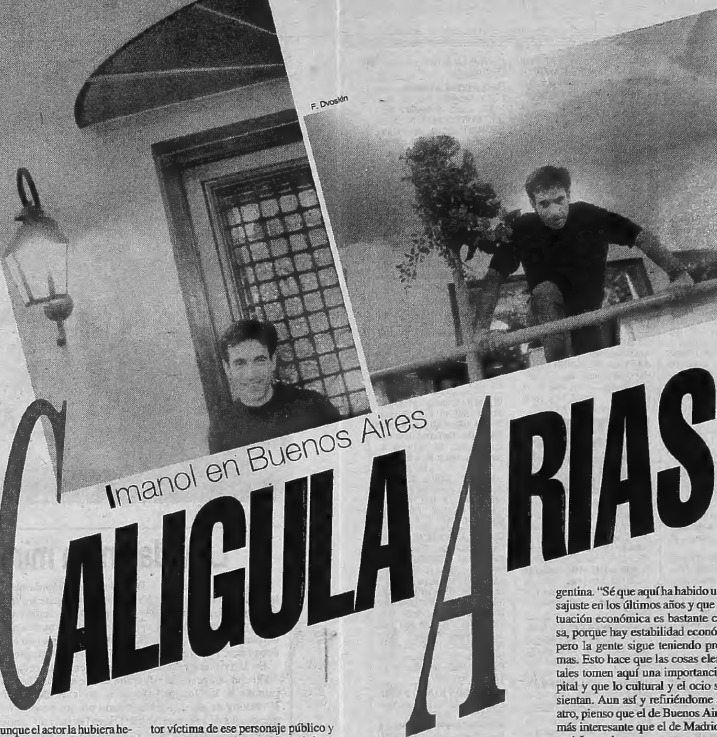 F. Dvoskin
Imanol en Buenos Aires
CALIGULA ARIAS
unque el actor la hubiera he-
tor víctima de ese personaje público y
gentina. "Sé que aquí ha habido u
sajuste en los últimos años y que
tuación económica es bastante c
sa, porque hay estabilidad econó
pero la gente sigue teniendo pro
mas. Esto hace que las cosas ele
tales tomen aquí una importanci
pital y que lo cultural y el ocio s
sientan. Aun así y refiriéndome
atro, pienso que el de Buenos Air
más interesante que el de Madri